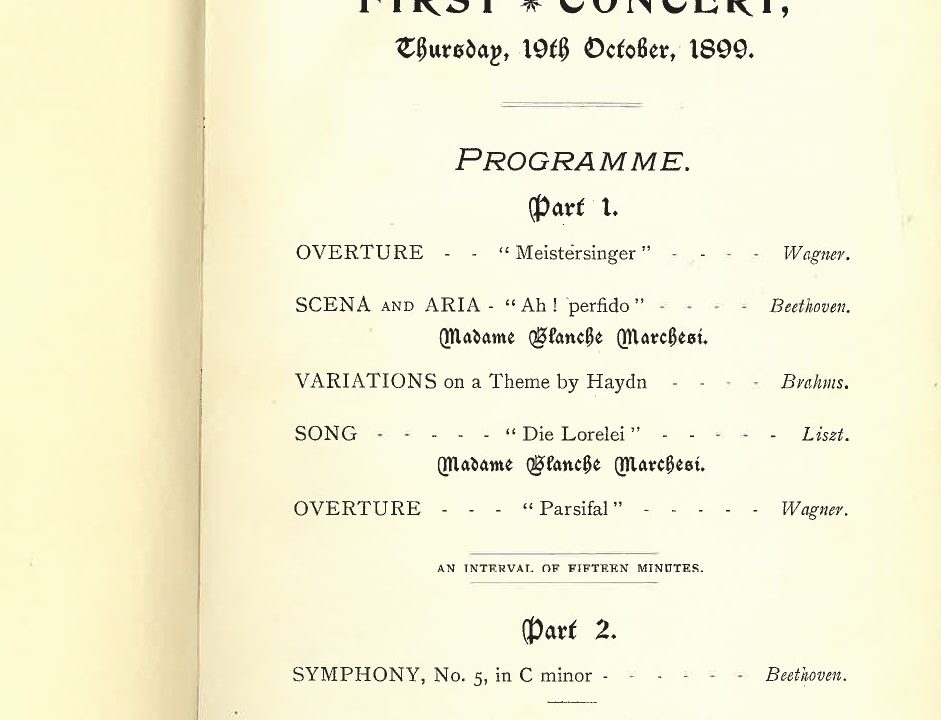 FIRST * CONCERT,
Thursday, 19th October, 1899.
PROGRAMME.
Part 1.
OVERTURE - - “ Meistersinger ” - - - - Wagner.
SCENA AND ARIA - “ Ah ! perfido ” - - - - Beethoven.
Madame Blanche Marchesi.
VARIATIONS on a Theme by Haydn - - - - Brahms.
SONG - - - - - “ Die Lorelei ” - - - - - Liszt.
Madame Blanche Marchesi.
OVERTURE - - - “ Parsifal ” - - - - - Wagner.
AN INTERVAL OF FIFTEEN MINUTES.
Part 2.
SYMPHONY, No. 5, in C minor - - - - - - Beethoven.